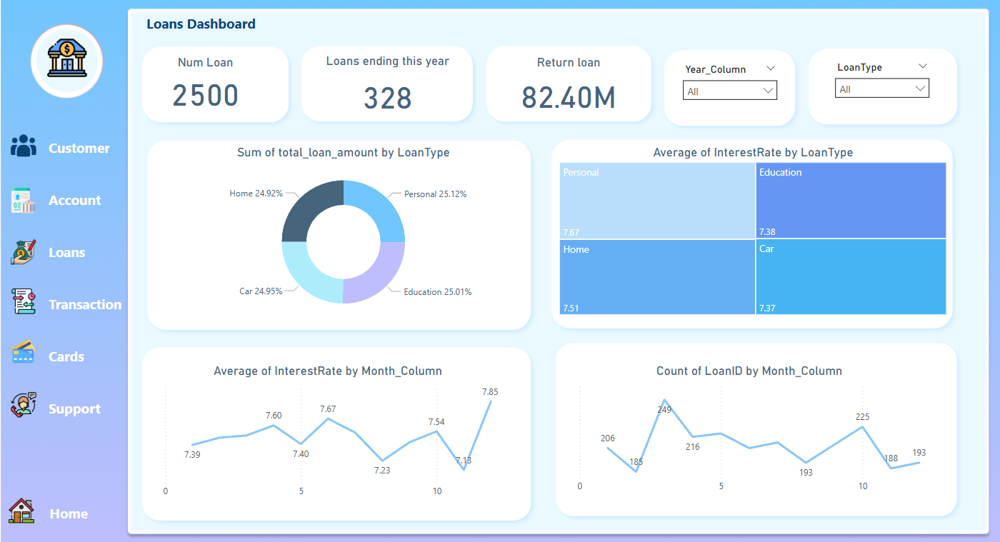 Loans Dashboard
Num Loan
2500
Loans ending this year
328
Return loan
82.40M
Year_Column
All
LoanType
All
Customer
Account
Loans
Transaction
Cards
Support
Home
Sum of total_loan_amount by LoanType
Home 24.92%
Personal 25.12%
Car 24.95%
Education 25.01%
Average of InterestRate by LoanType
Personal
7.67
Education
7.38
Home
7.51
Car
7.37
Average of InterestRate by Month_Column
7.39
7.60
7.40
7.67
7.23
7.54
7.13
7.85
0
5
10
Count of LoanID by Month_Column
206
185
249
216
193
225
188
193
0
5
10